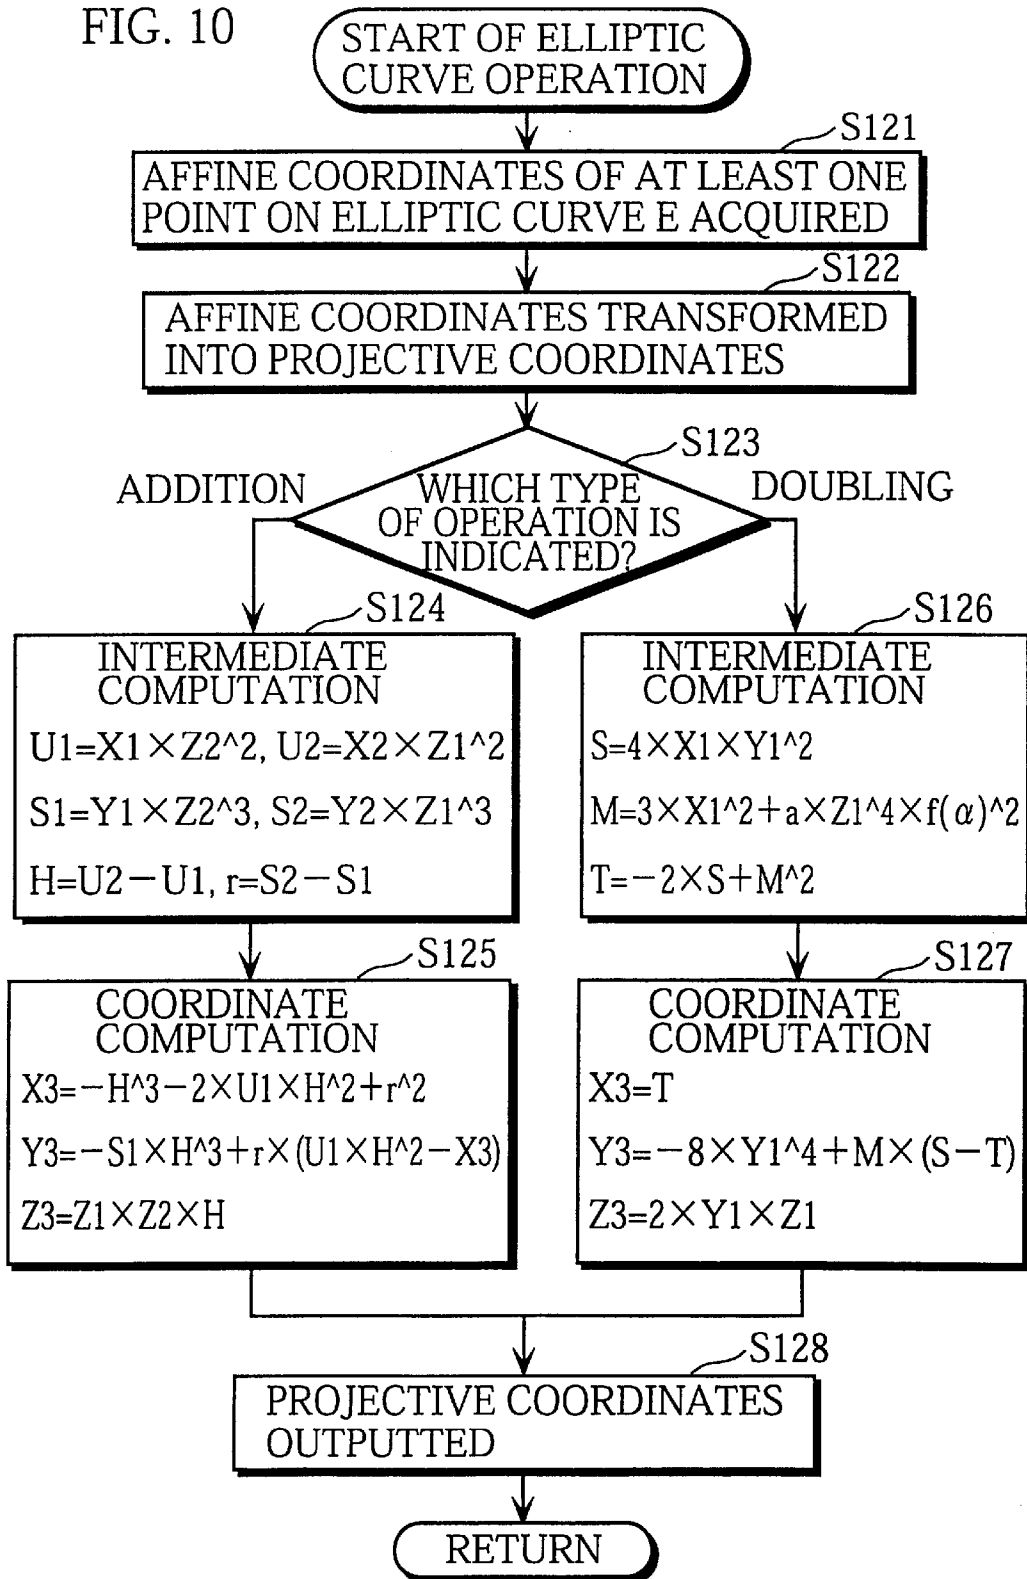 FIG. 10
START OF ELLIPTIC
CURVE OPERATION
S121
AFFINE COORDINATES OF AT LEAST ONE
POINT ON ELLIPTIC CURVE E ACQUIRED
S122
AFFINE COORDINATES TRANSFORMED
INTO PROJECTIVE COORDINATES
S123
ADDITION
WHICH TYPE
OF OPERATION IS
INDICATED?
DOUBLING
S124
INTERMEDIATE
COMPUTATION
U1=X1×Z2^2, U2=X2×Z1^2
S1=Y1×Z2^3, S2=Y2×Z1^3
H=U2−U1, r=S2−S1
S126
INTERMEDIATE
COMPUTATION
S=4×X1×Y1^2
M=3×X1^2+a×Z1^4×f(α)^2
T=−2×S+M^2
S125
COORDINATE
COMPUTATION
X3=−H^3−2×U1×H^2+r^2
Y3=−S1×H^3+r×(U1×H^2−X3)
Z3=Z1×Z2×H
S127
COORDINATE
COMPUTATION
X3=T
Y3=−8×Y1^4+M×(S−T)
Z3=2×Y1×Z1
S128
PROJECTIVE COORDINATES
OUTPUTTED
RETURN